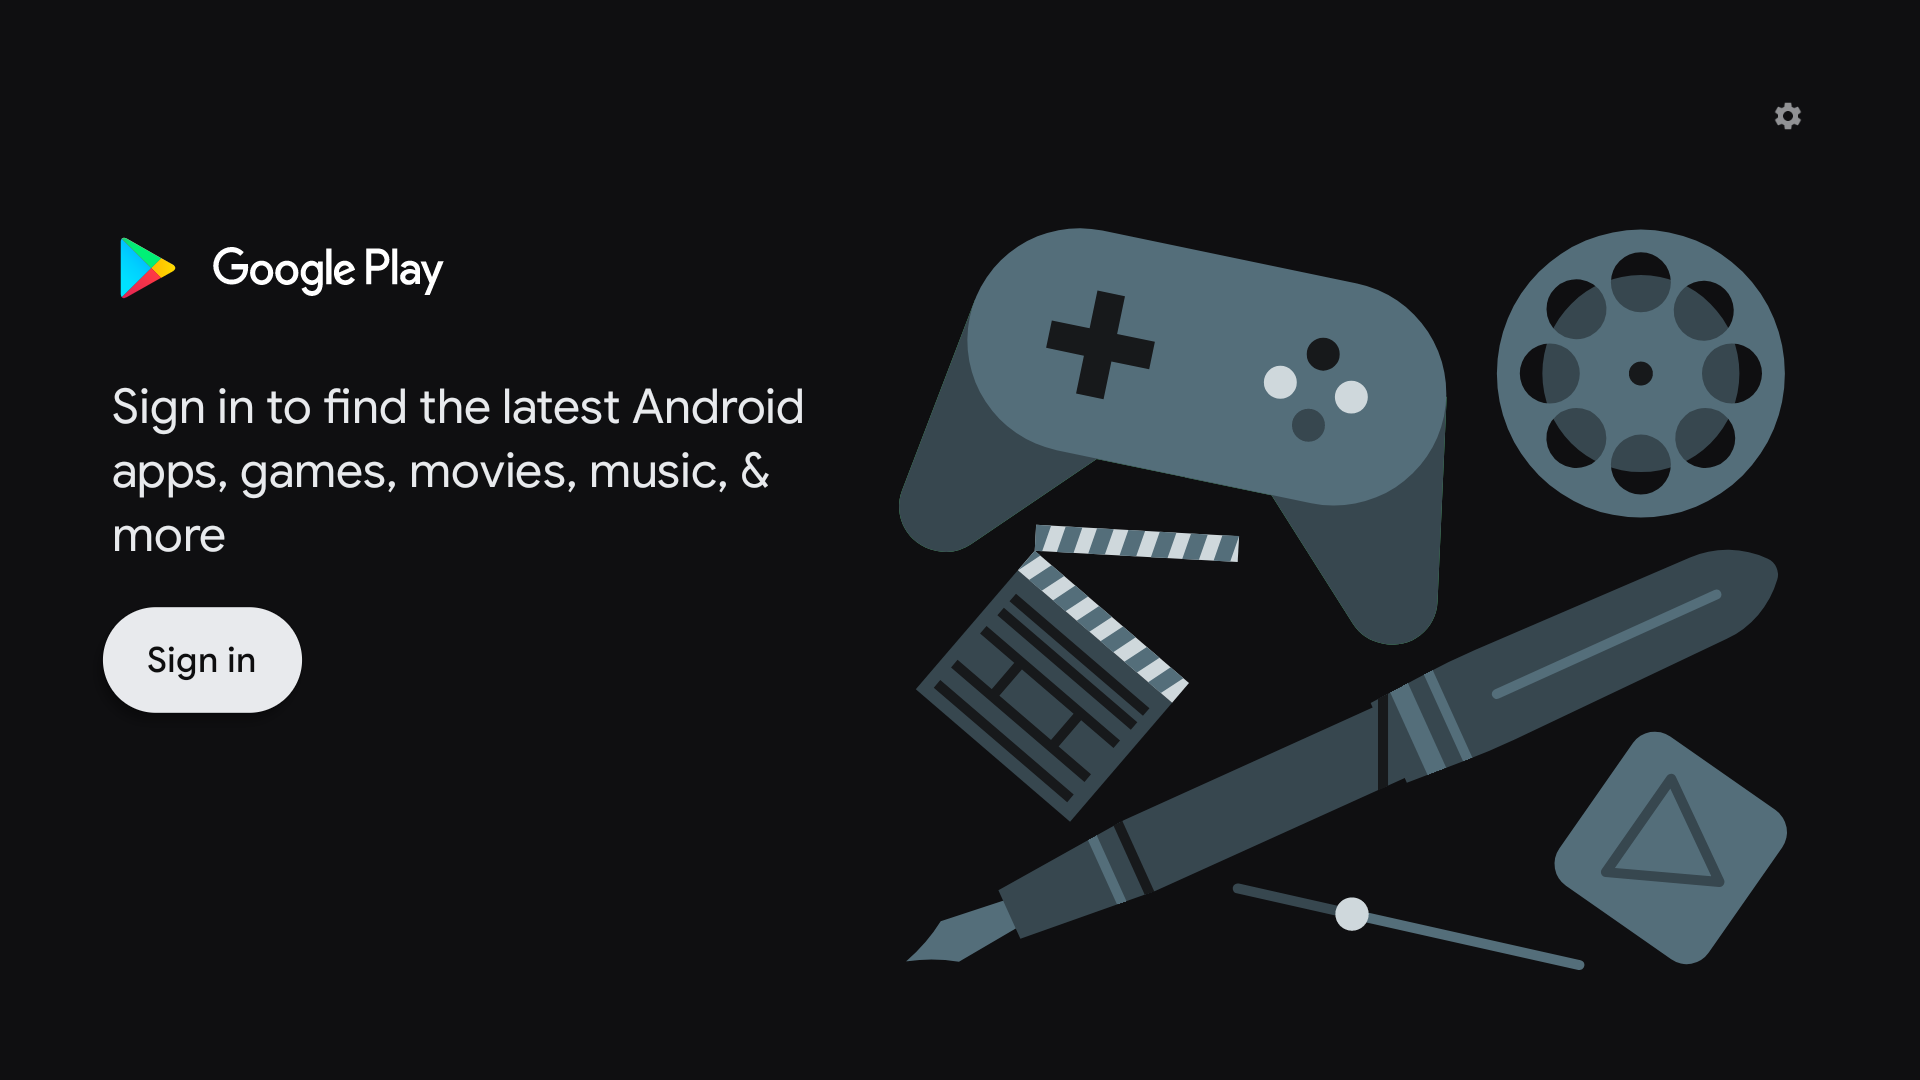 Google Play
Sign in to find the latest Android
apps, games, movies, music, &
more
Sign in